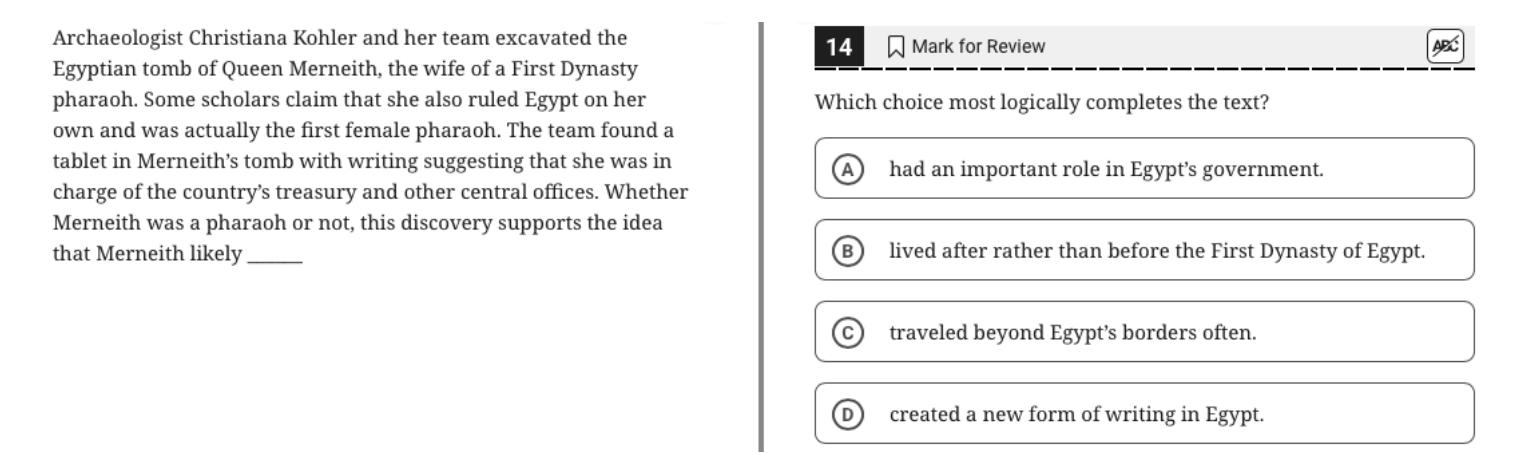 Archaeologist Christiana Kohler and her team excavated the
Egyptian tomb of Queen Merneith, the wife of a First Dynasty
pharaoh. Some scholars claim that she also ruled Egypt on her
own and was actually the first female pharaoh. The team found a
tablet in Merneith’s tomb with writing suggesting that she was in
charge of the country’s treasury and other central offices. Whether
Merneith was a pharaoh or not, this discovery supports the idea
that Merneith likely ______
14 Mark for Review ABC
Which choice most logically completes the text?
A had an important role in Egypt’s government.
B lived after rather than before the First Dynasty of Egypt.
C traveled beyond Egypt’s borders often.
D created a new form of writing in Egypt.